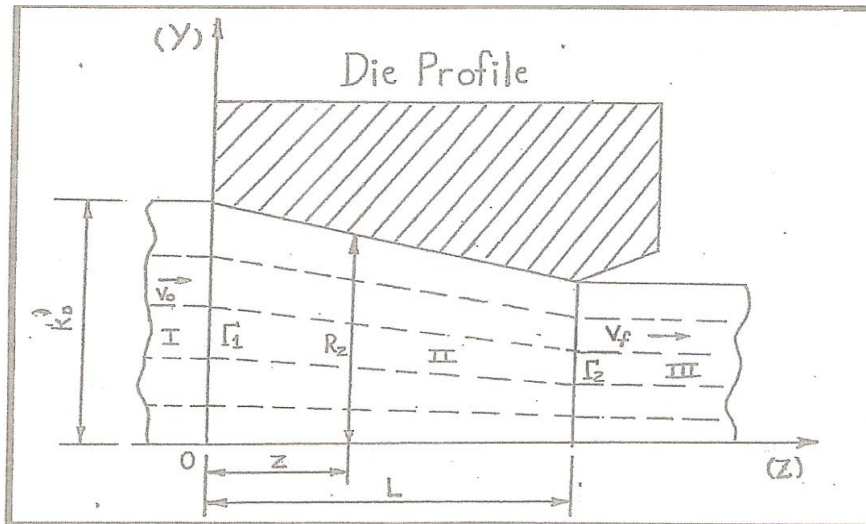 (Y)
Die Profile
V₀
I
Γ₁
R_z
II
V_f
Γ₂
III
O
Z
(Z)
L